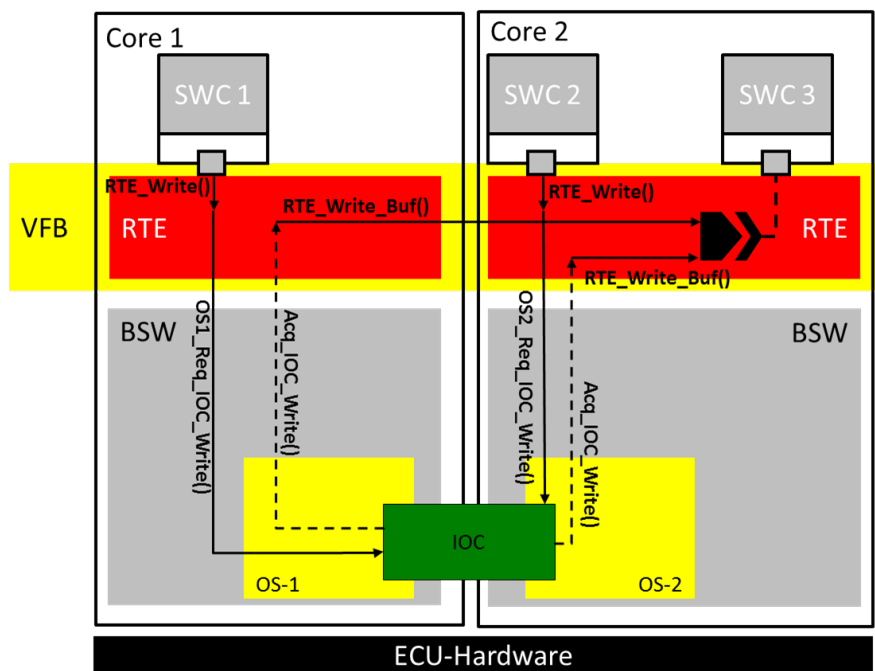 Core 1
Core 2
SWC 1
SWC 2
SWC 3
RTE_Write()
RTE_Write()
RTE_Write_Buf()
VFB
RTE
RTE
RTE_Write_Buf()
BSW
BSW
OS1_Req_IOC_Write()
Acq_IOC_Write()
OS2_Req_IOC_Write()
Acq_IOC_Write()
IOC
OS-1
OS-2
ECU-Hardware